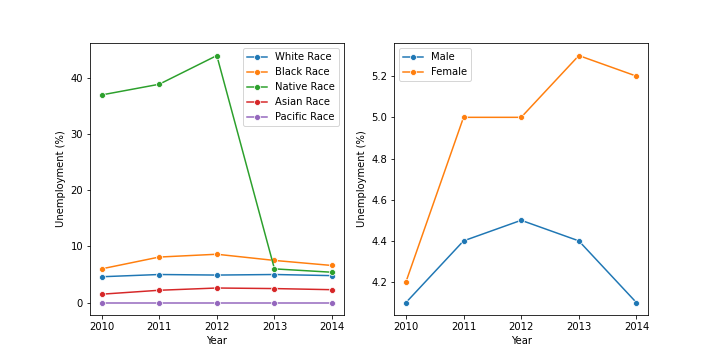 White Race
Black Race
Native Race
Asian Race
Pacific Race
Unemployment (%)
40
30
20
10
0
2010 2011 2012 2013 2014
Year
Male
Female
Unemployment (%)
5.2
5.0
4.8
4.6
4.4
4.2
2010 2011 2012 2013 2014
Year